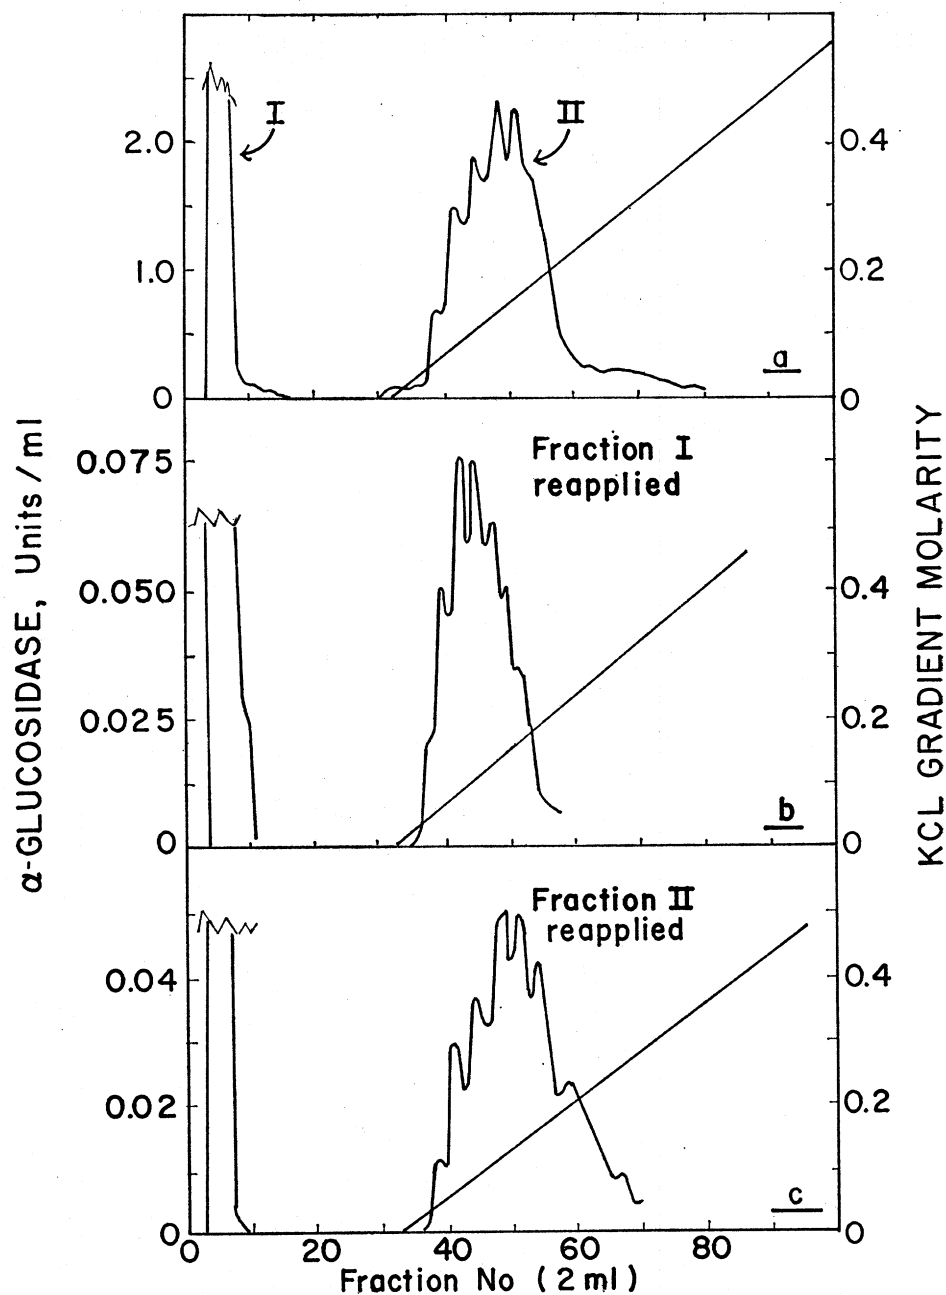 α-GLUCOSIDASE, Units/ml
2.0
1.0
0
I
II
0.4
0.2
0
a
0.075
0.050
0.025
0
Fraction I
reapplied
0.4
0.2
0
b
0.04
0.02
0
Fraction II
reapplied
0.4
0.2
0
c
0 20 40 60 80
Fraction No (2 ml)
KCL GRADIENT MOLARITY